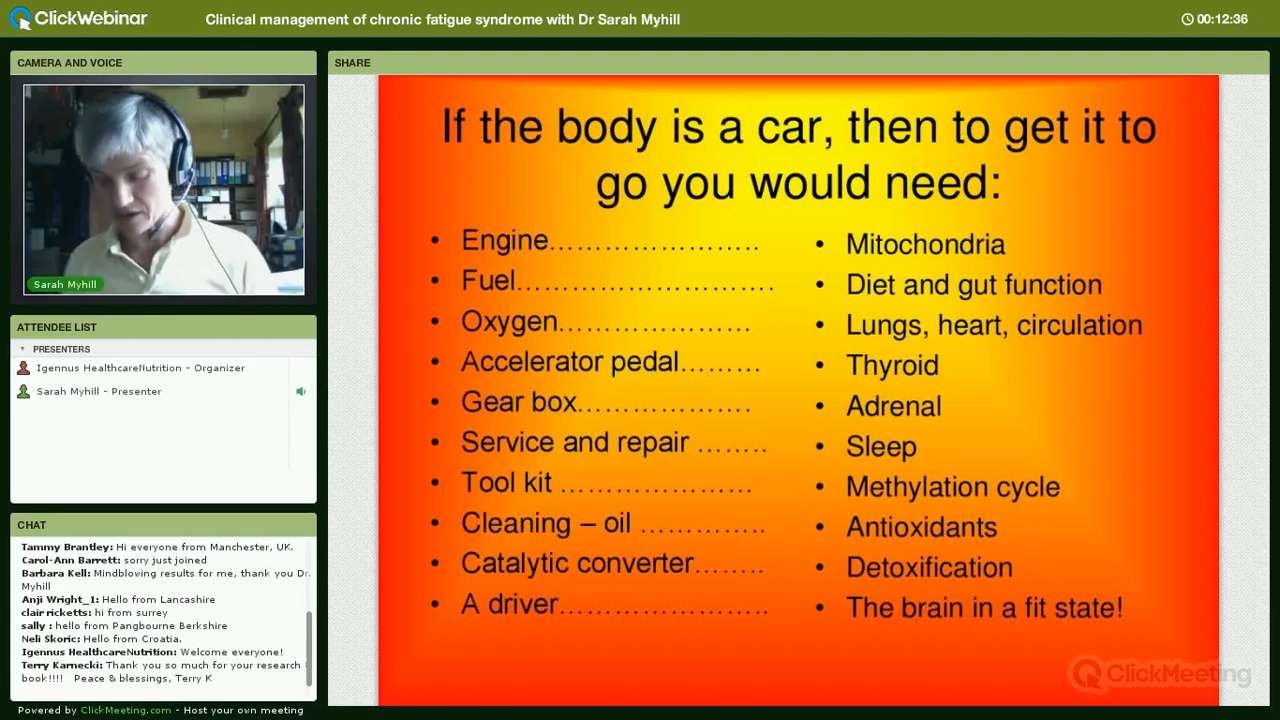 ClickWebinar
Clinical management of chronic fatigue syndrome with Dr Sarah Myhill
00:12:36
CAMERA AND VOICE
Sarah Myhill
ATTENDEE LIST
PRESENTERS
Igennus HealthcareNutrition - Organizer
Sarah Myhill - Presenter
CHAT
Tammy Brantley: Hi everyone from Manchester, UK.
Carol-Ann Barrett: sorry just joined
Barbara Kell: Mindblowing results for me, thank you Dr.
Myhill
Anji Wright_1: Hello from Lancashire
clair ricketts: hi from surrey
sally : hello from Pangbourne Berkshire
Neli Skoric: Hello from Croatia.
Igennus HealthcareNutrition: Welcome everyone!
Terry Karnecki: Thank you so much for your research
book!!!! Peace & blessings, Terry K
Powered by ClickMeeting.com - Host your own meeting
SHARE
If the body is a car, then to get it to
go you would need:
• Engine………………….. • Mitochondria
• Fuel………………………. • Diet and gut function
• Oxygen………………… • Lungs, heart, circulation
• Accelerator pedal……… • Thyroid
• Gear box………………. • Adrenal
• Service and repair …….. • Sleep
• Tool kit ………………… • Methylation cycle
• Cleaning – oil ………….. • Antioxidants
• Catalytic converter…….. • Detoxification
• A driver………………….. • The brain in a fit state!
ClickMeeting